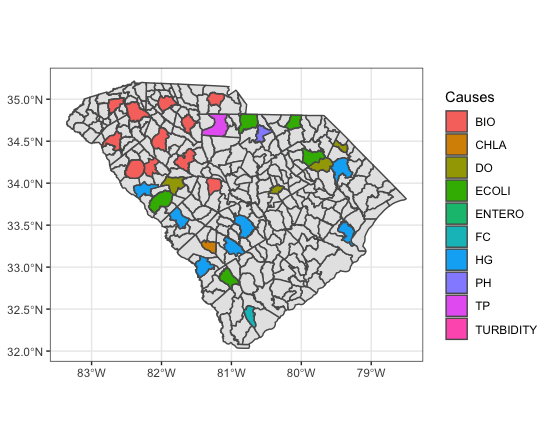 35.0°N
34.5°N
34.0°N
33.5°N
33.0°N
32.5°N
32.0°N
83°W 82°W 81°W 80°W 79°W
Causes
BIO
CHLA
DO
ECOLI
ENTERO
FC
HG
PH
TP
TURBIDITY